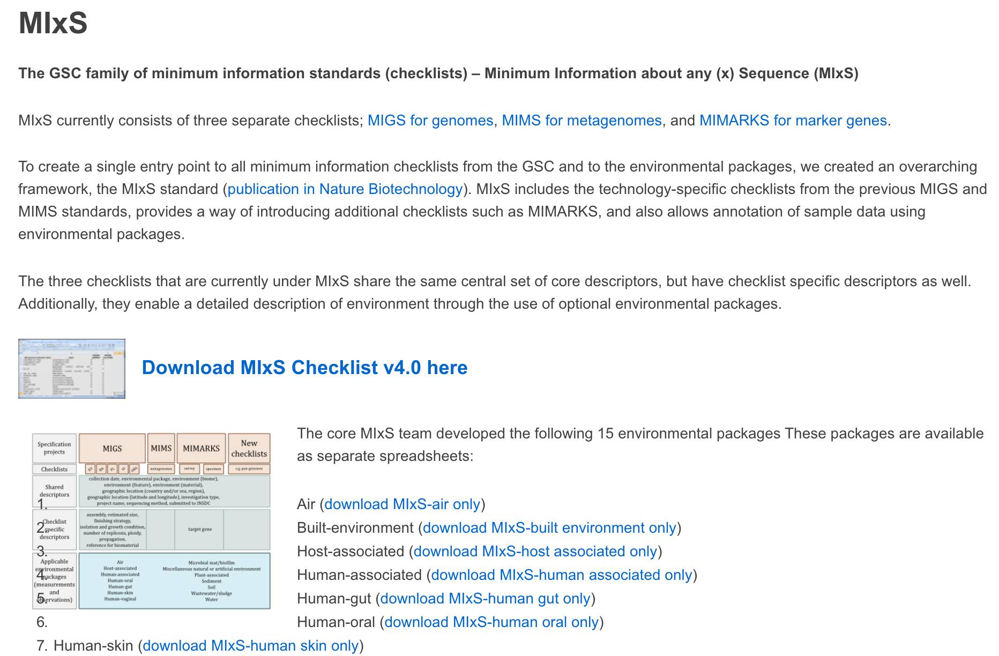 MIxS
The GSC family of minimum information standards (checklists) – Minimum Information about any (x) Sequence (MIxS)
MIxS currently consists of three separate checklists; MIGS for genomes, MIMS for metagenomes, and MIMARKS for marker genes.
To create a single entry point to all minimum information checklists from the GSC and to the environmental packages, we created an overarching
framework, the MIxS standard (publication in Nature Biotechnology). MIxS includes the technology-specific checklists from the previous MIGS and
MIMS standards, provides a way of introducing additional checklists such as MIMARKS, and also allows annotation of sample data using
environmental packages.
The three checklists that are currently under MIxS share the same central set of core descriptors, but have checklist specific descriptors as well.
Additionally, they enable a detailed description of environment through the use of optional environmental packages.
Download MIxS Checklist v4.0 here
Specification
projects
MIGS
MIMS
MIMARKS
New
checklists
Checklists
EU
BA
PL
VI
ORG
metagenomes
survey
specimen
e.g. pan-genomes
Shared
descriptors
collection date, environmental package, environment (biome),
environment (feature), environment (material),
geographic location (country and/or sea, region),
geographic location (latitude and longitude), investigation type,
project name, sequencing method, submitted to INSDC
Checklist
specific
descriptors
assembly, estimated size,
finishing strategy,
isolation and growth condition,
number of replicons, ploidy,
propagation,
reference for biomaterial
target gene
Applicable
environmental
packages
(measurements
and
observations)
Air
Host-associated
Human-associated
Human-oral
Human-gut
Human-skin
Human-vaginal
Microbial mat/biofilm
Miscellaneous natural or artificial environment
Plant-associated
Sediment
Soil
Wastewater/sludge
Water
The core MIxS team developed the following 15 environmental packages These packages are available
as separate spreadsheets:
1. Air (download MIxS-air only)
2. Built-environment (download MIxS-built environment only)
3. Host-associated (download MIxS-host associated only)
4. Human-associated (download MIxS-human associated only)
5. Human-gut (download MIxS-human gut only)
6. Human-oral (download MIxS-human oral only)
7. Human-skin (download MIxS-human skin only)